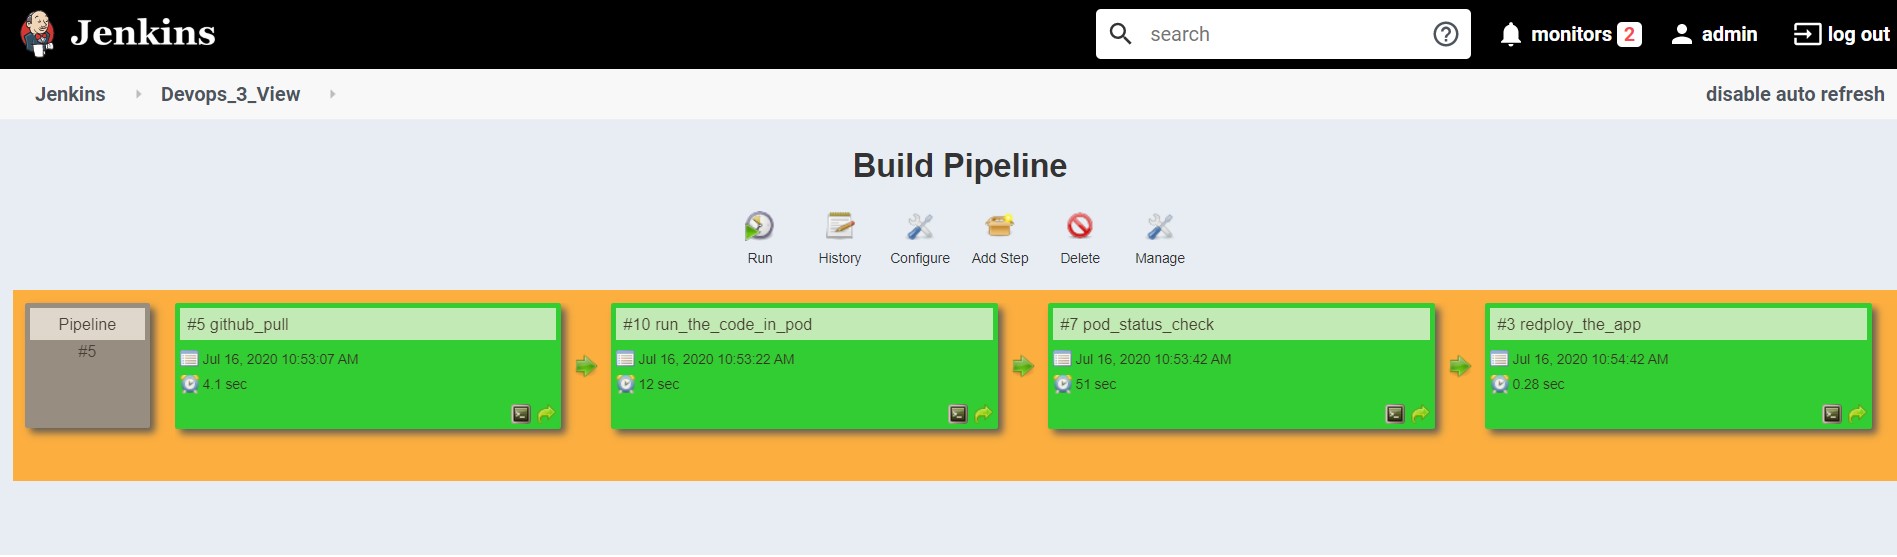 Jenkins
search
monitors 2
admin
log out
Jenkins
Devops_3_View
disable auto refresh
Build Pipeline
Run
History
Configure
Add Step
Delete
Manage
Pipeline
#5
#5 github_pull
Jul 16, 2020 10:53:07 AM
4.1 sec
#10 run_the_code_in_pod
Jul 16, 2020 10:53:22 AM
12 sec
#7 pod_status_check
Jul 16, 2020 10:53:42 AM
51 sec
#3 redploy_the_app
Jul 16, 2020 10:54:42 AM
0.28 sec